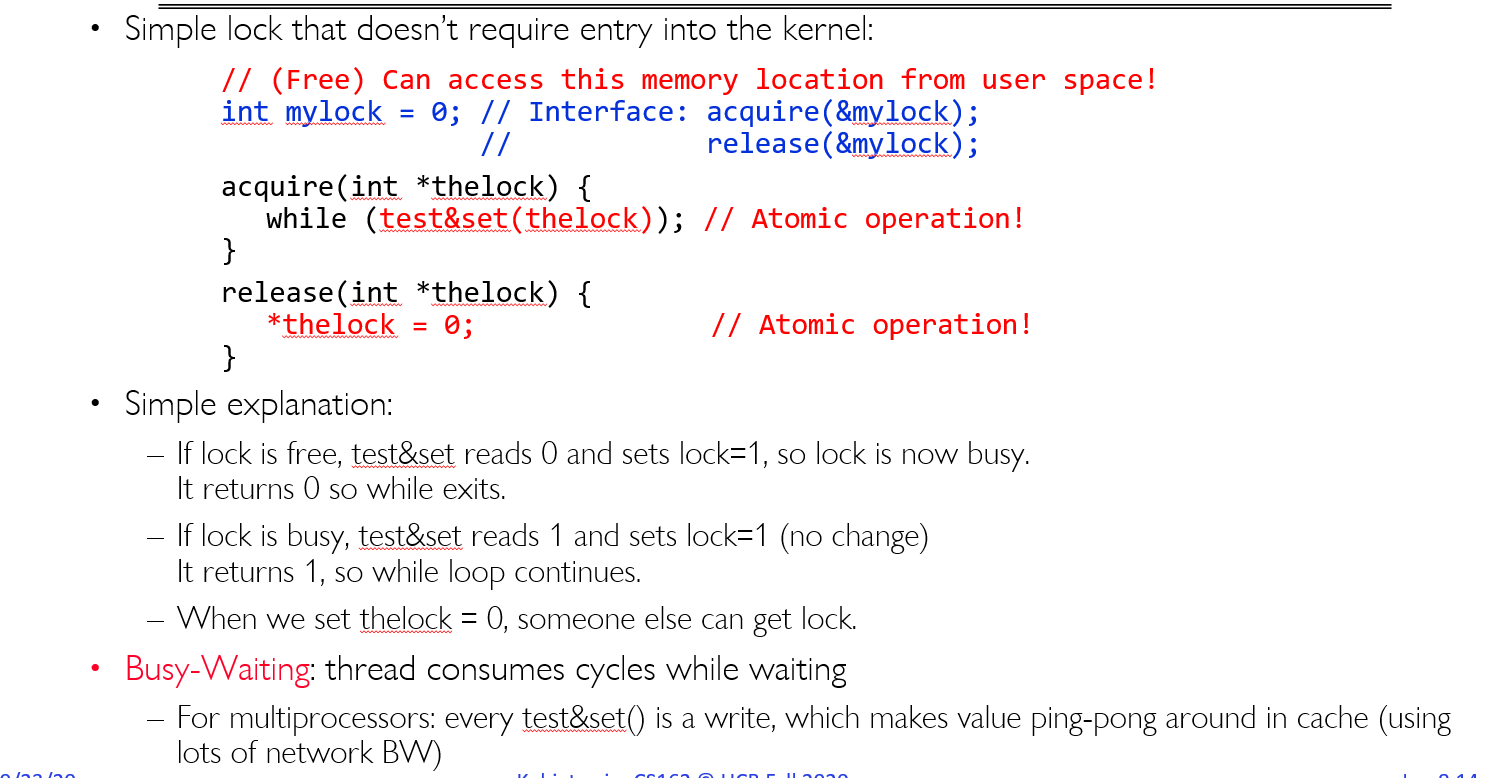 • Simple lock that doesn't require entry into the kernel:
// (Free) Can access this memory location from user space!
int mylock = 0; // Interface: acquire(&mylock);
// release(&mylock);
acquire(int *thelock) {
while (test&set(thelock)); // Atomic operation!
}
release(int *thelock) {
*thelock = 0; // Atomic operation!
}
• Simple explanation:
– If lock is free, test&set reads 0 and sets lock=1, so lock is now busy.
It returns 0 so while exits.
– If lock is busy, test&set reads 1 and sets lock=1 (no change)
It returns 1, so while loop continues.
– When we set thelock = 0, someone else can get lock.
• Busy-Waiting: thread consumes cycles while waiting
– For multiprocessors: every test&set() is a write, which makes value ping-pong around in cache (using
lots of network BW)
CS162 © UCB Fall 2020